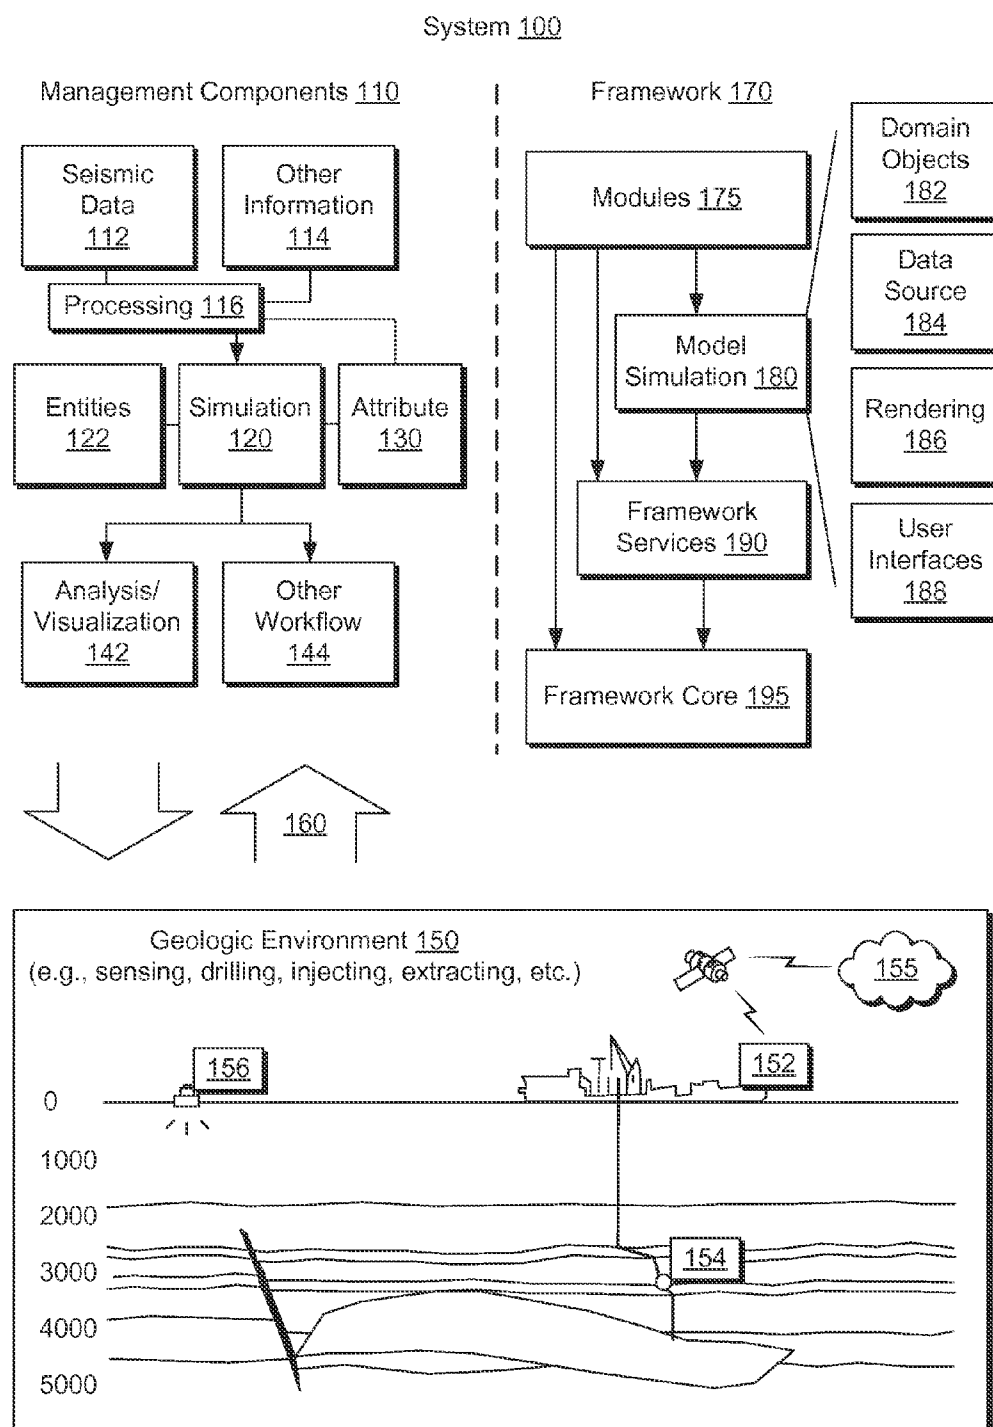 System 100
Management Components 110
Seismic
Data
112
Other
Information
114
Processing 116
Entities
122
Simulation
120
Attribute
130
Analysis/
Visualization
142
Other
Workflow
144
Framework 170
Modules 175
Model
Simulation 180
Framework
Services 190
Framework Core 195
Domain
Objects
182
Data
Source
184
Rendering
186
User
Interfaces
188
160
Geologic Environment 150
(e.g., sensing, drilling, injecting, extracting, etc.)
155
156
152
0
1000
2000
154
3000
4000
5000